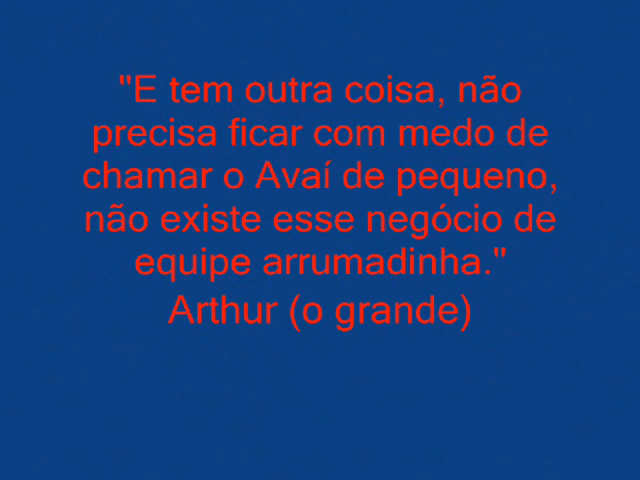 "E tem outra coisa, não
precisa ficar com medo de
chamar o Avaí de pequeno,
não existe esse negócio de
equipe arrumadinha."
Arthur (o grande)